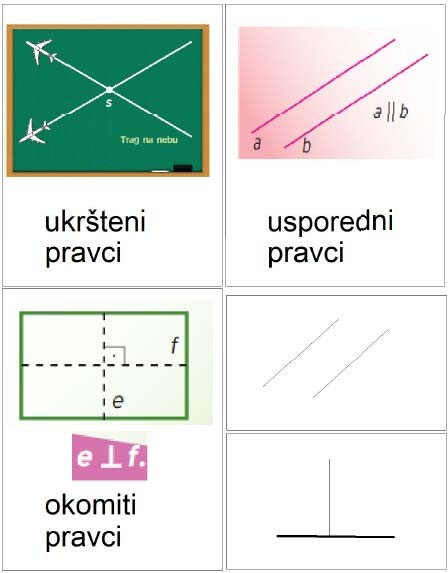 s
Trag na nebu
ukršteni
pravci
a || b
a
b
usporedni
pravci
f
e
e ⊥ f.
okomiti
pravci